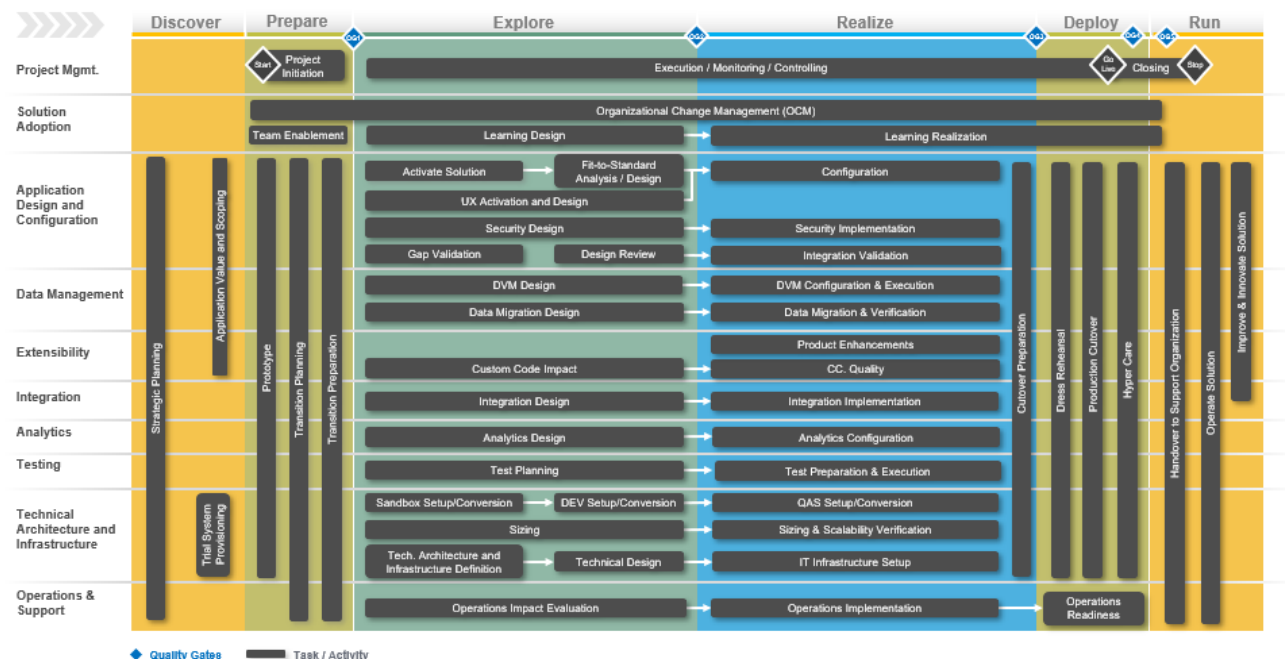 Discover
Prepare
Explore
Realize
Deploy
Run
QG1
QG2
QG3
QG4
QG5
Project Mgmt.
Start
Project
Initiation
Execution / Monitoring / Controlling
Go
Live
Closing
Stop
Solution
Adoption
Organizational Change Management (OCM)
Team Enablement
Learning Design
Learning Realization
Application
Design and
Configuration
Activate Solution
Fit-to-Standard
Analysis / Design
Configuration
UX Activation and Design
Security Design
Security Implementation
Gap Validation
Design Review
Integration Validation
Data Management
DVM Design
DVM Configuration & Execution
Data Migration Design
Data Migration & Verification
Extensibility
Product Enhancements
Custom Code Impact
CC. Quality
Integration
Integration Design
Integration Implementation
Analytics
Analytics Design
Analytics Configuration
Testing
Test Planning
Test Preparation & Execution
Technical
Architecture and
Infrastructure
Sandbox Setup/Conversion
DEV Setup/Conversion
QAS Setup/Conversion
Sizing
Sizing & Scalability Verification
Tech. Architecture and
Infrastructure Definition
Technical Design
IT Infrastructure Setup
Operations &
Support
Operations Impact Evaluation
Operations Implementation
Operations
Readiness
Strategic Planning
Application Value and Scoping
Trial System
Provisioning
Prototype
Transition Planning
Transition Preparation
Cutover Preparation
Dress Rehearsal
Production Cutover
Hyper Care
Handover to Support Organization
Operate Solution
Improve & Innovate Solution
Quality Gates
Task / Activity